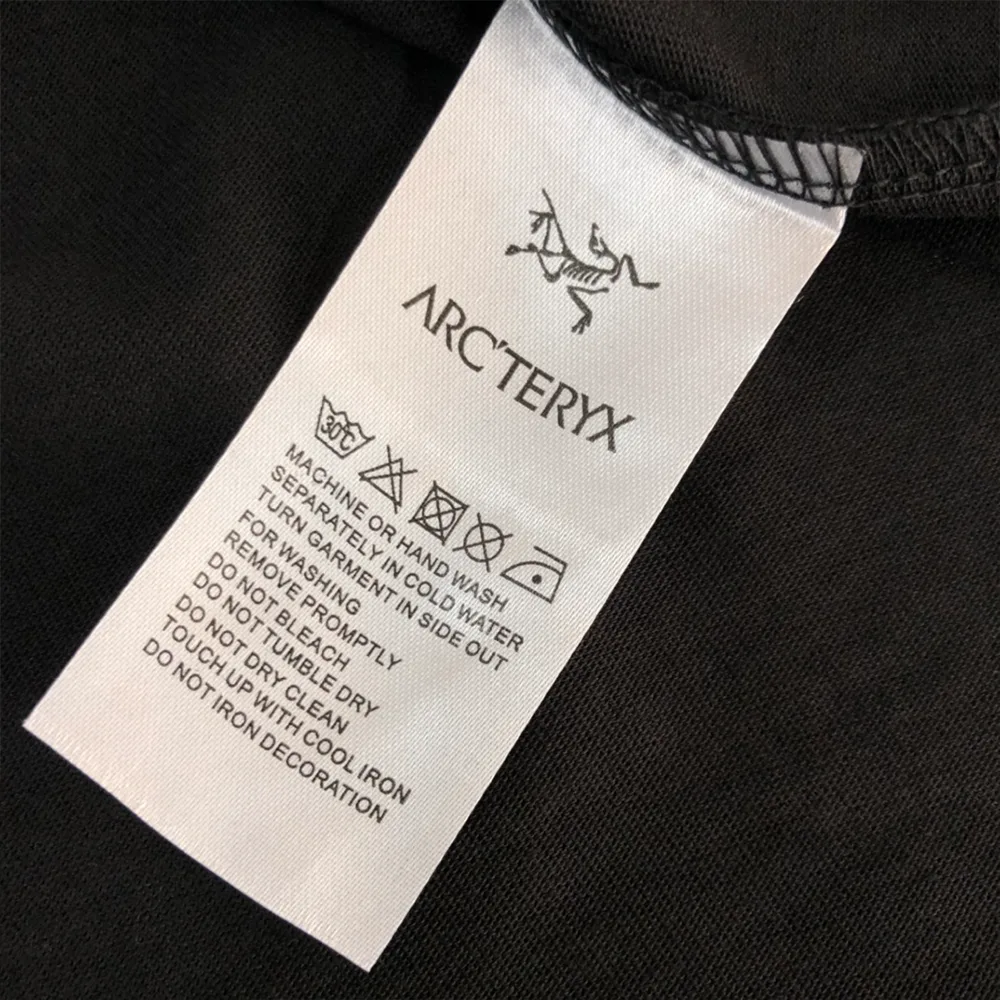 ARC'TERYX
30℃
MACHINE OR HAND WASH
SEPARATELY IN COLD WATER
TURN GARMENT IN SIDE OUT
FOR WASHING
REMOVE PROMPTLY
DO NOT BLEACH
DO NOT TUMBLE DRY
DO NOT DRY CLEAN
TOUCH UP WITH COOL IRON
DO NOT IRON DECORATION